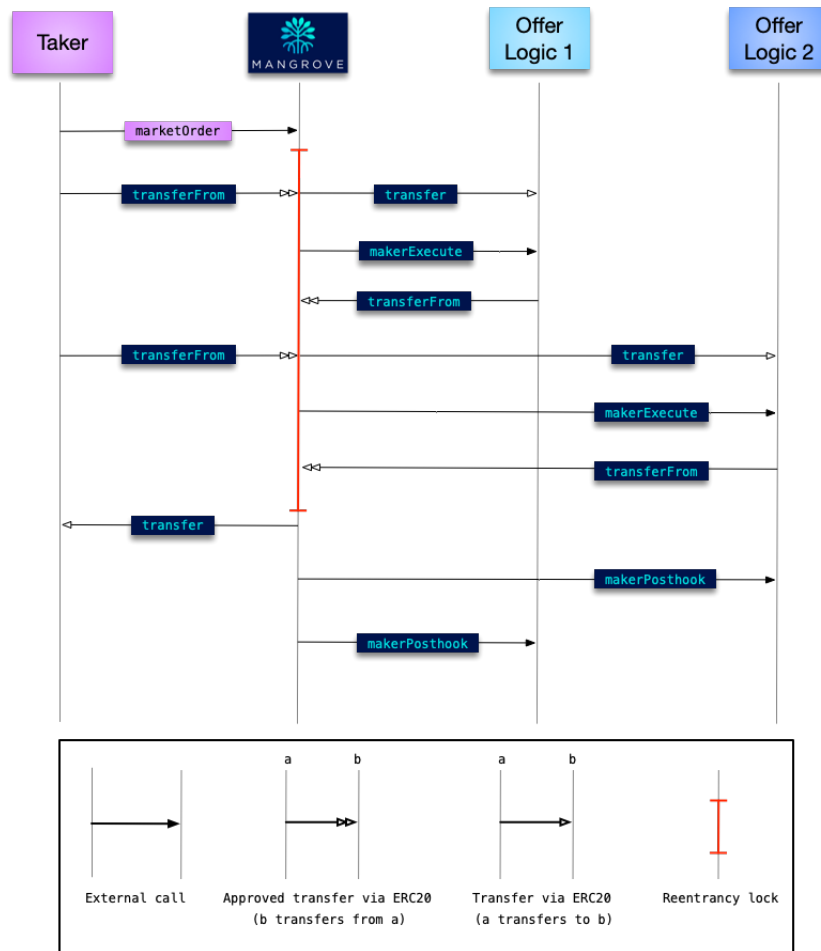 Taker
MANGROVE
Offer
Logic 1
Offer
Logic 2
marketOrder
transferFrom
transfer
makerExecute
transferFrom
transferFrom
transfer
makerExecute
transferFrom
transfer
makerPosthook
makerPosthook
a
b
a
b
External call
Approved transfer via ERC20
(b transfers from a)
Transfer via ERC20
(a transfers to b)
Reentrancy lock